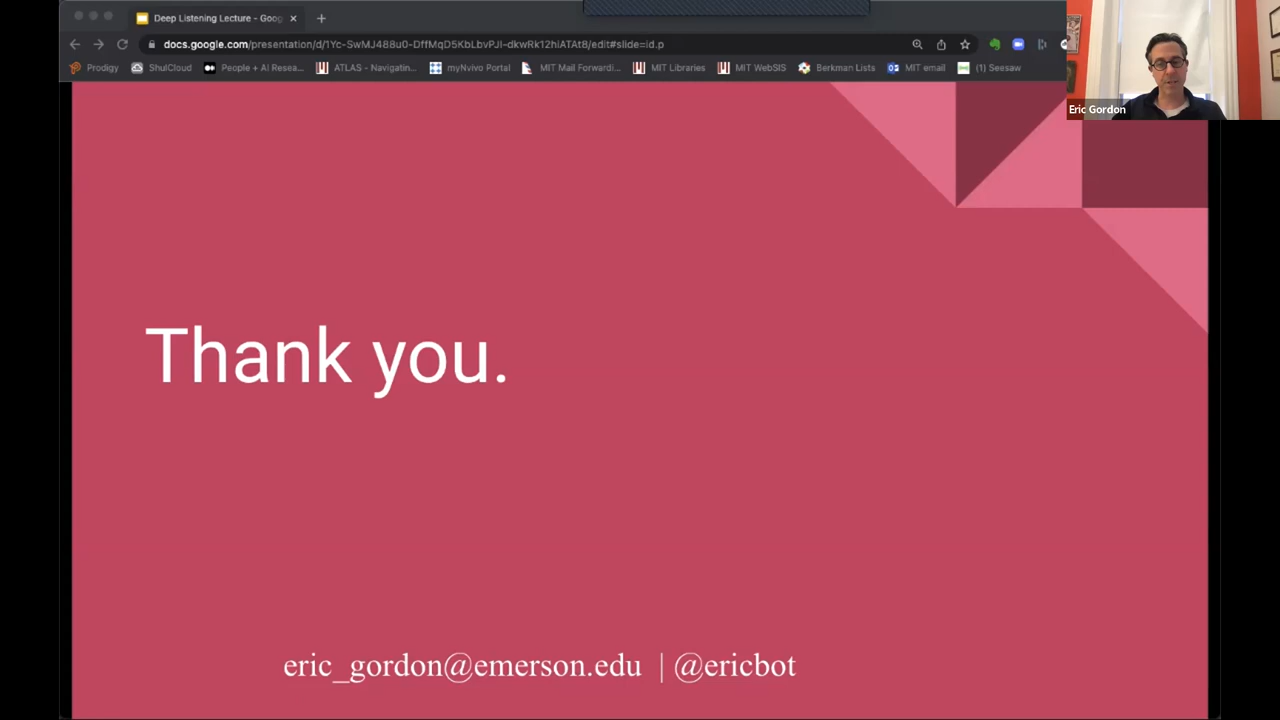 Deep Listening Lecture - Goog
docs.google.com/presentation/d/1Yc-SwMJ488u0-DffMqD5KbLbvPJI-dkwRk12hIATAt8/edit#slide=id.p
Prodigy ShulCloud People + AI Resea... ATLAS - Navigatin... myNvivo Portal MIT Mail Forwardi... MIT Libraries MIT WebSIS Berkman Lists MIT email (1) Seesaw
Eric Gordon
Thank you.
eric_gordon@emerson.edu | @ericbot